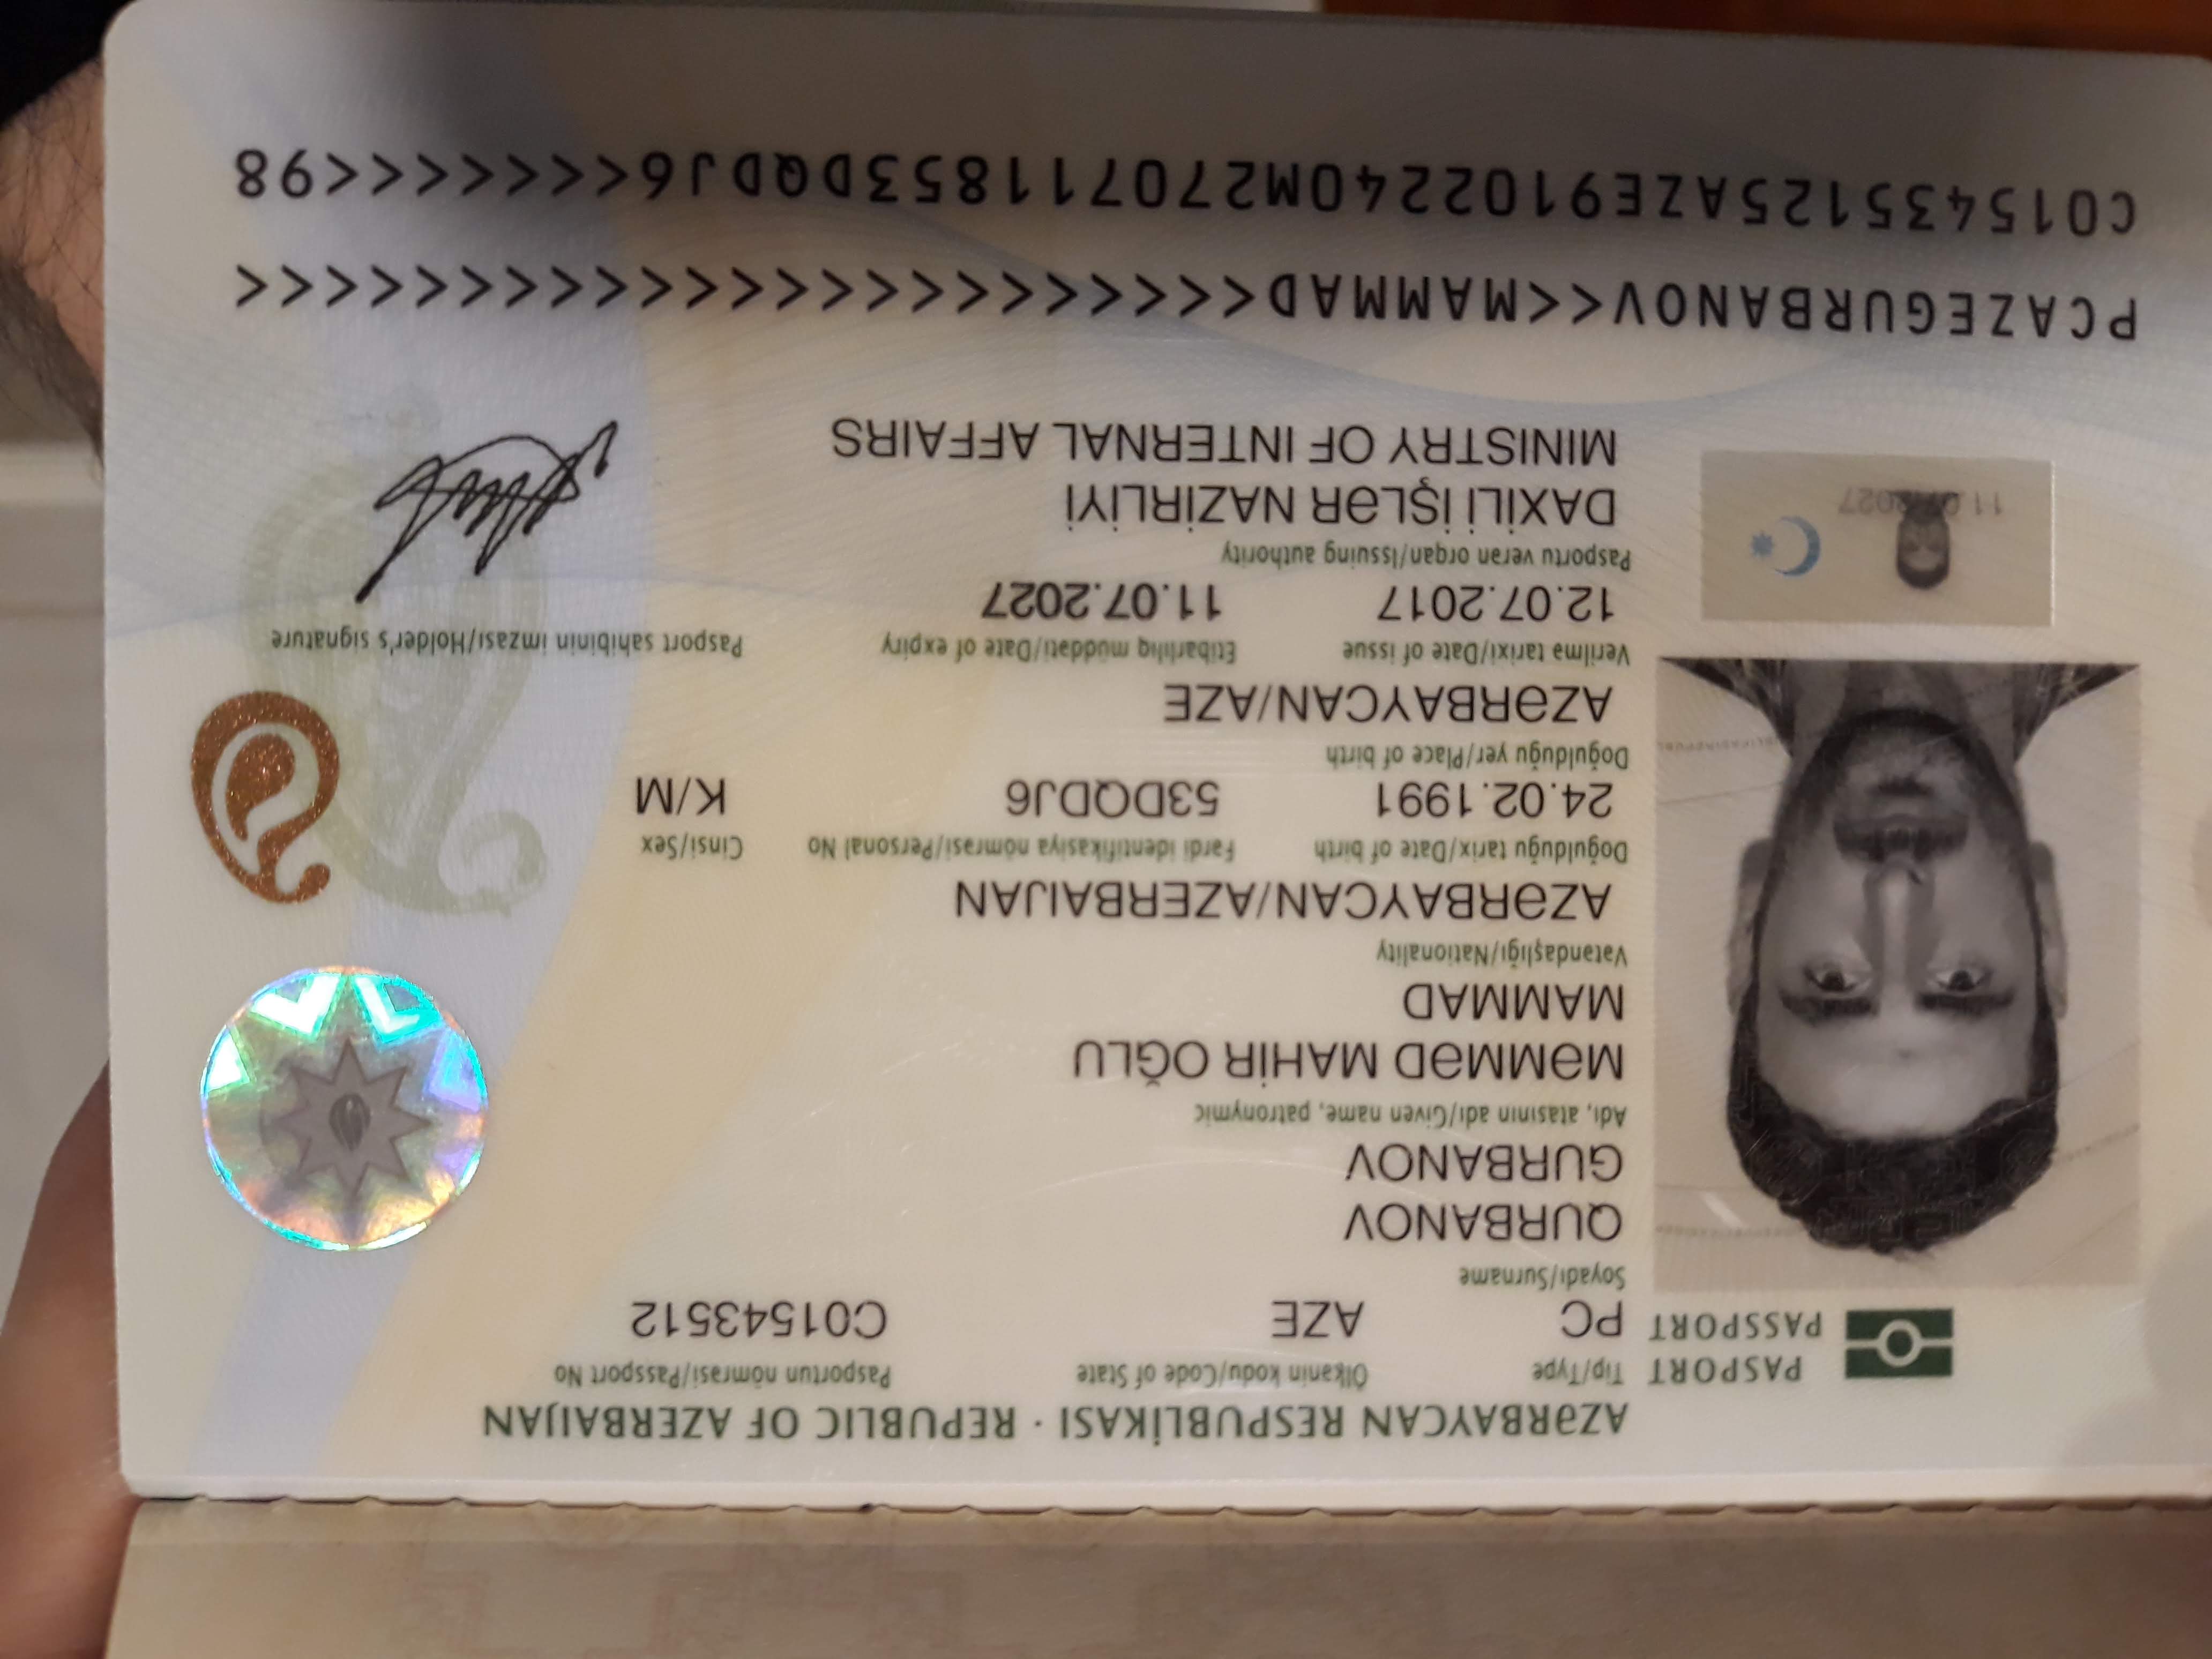 AZƏRBAYCAN RESPUBLİKASI · REPUBLIC OF AZERBAIJAN
PASPORT
PASSPORT
Tip/Type Ölkənin kodu/Code of State Pasportun nömrəsi/Passport No
PC AZE C01543512
Soyadı/Surname
QURBANOV
GURBANOV
Adı, atasının adı/Given name, patronymic
MƏMMƏD MAHİR OĞLU
MAMMAD
Vətəndaşlığı/Nationality
AZƏRBAYCAN/AZERBAIJAN
Doğulduğu tarix/Date of birth Fərdi identifikasiya nömrəsi/Personal No Cinsi/Sex
24.02.1991 53DQDJ6 K/M
Doğulduğu yer/Place of birth
AZƏRBAYCAN/AZE
Verilmə tarixi/Date of issue Etibarlılıq müddəti/Date of expiry Pasport sahibinin imzası/Holder's signature
12.07.2017 11.07.2027
11.07.2027
Pasportu verən orqan/Issuing authority
DAXİLİ İŞLƏR NAZİRLİYİ
MINISTRY OF INTERNAL AFFAIRS
PCAZEGURBANOV<<MAMMAD<<<<<<<<<<<<<<<<<<<<<<<
C015435125AZE9102240M270711853DQDJ6<<<<<<<98